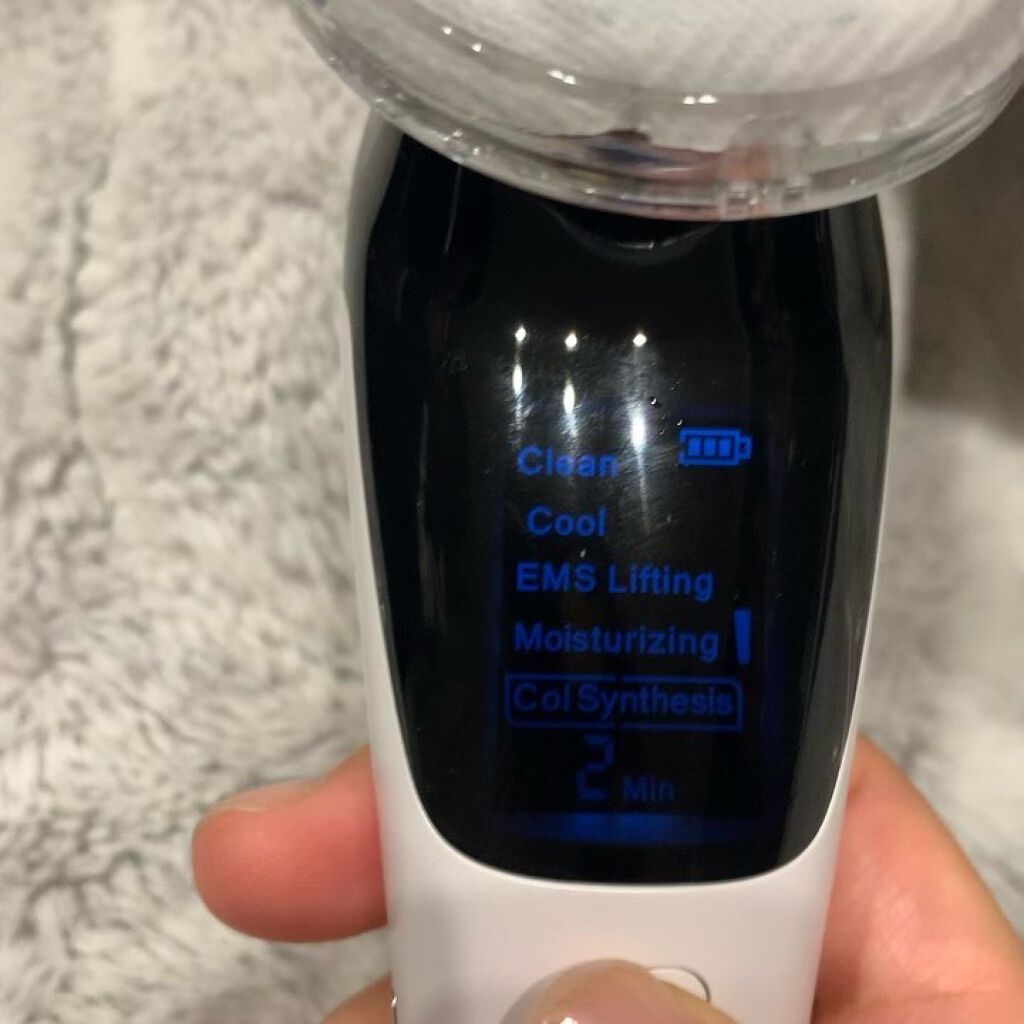 Clean
Cool
EMS Lifting
Moisturizing
Col Synthesis
2 Min